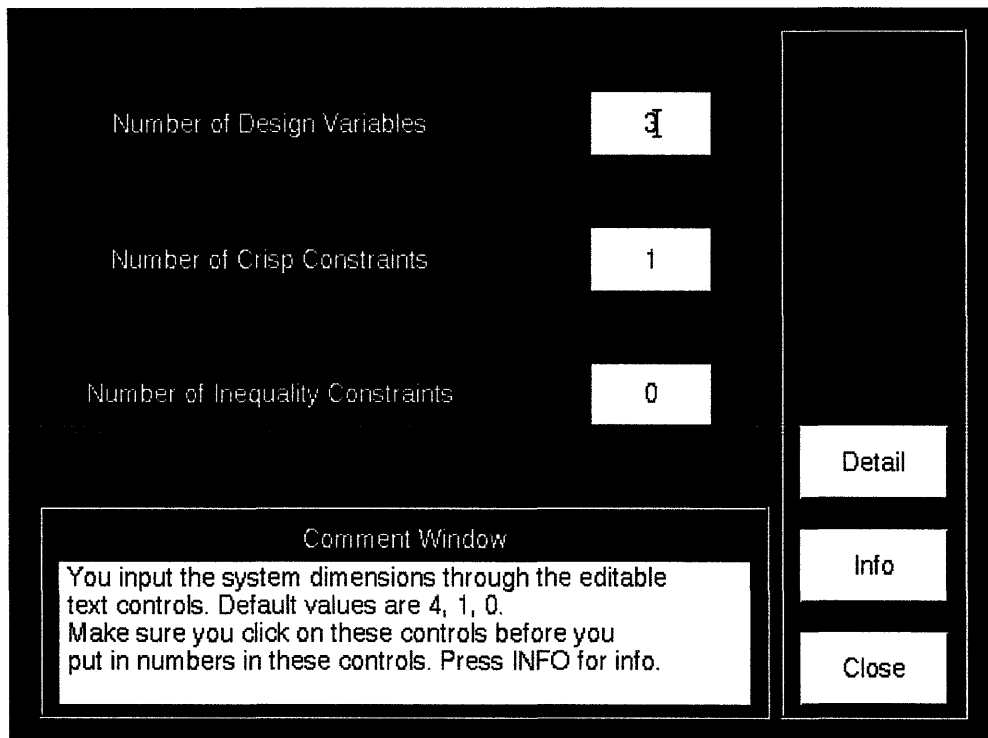 Number of Design Variables 3
Number of Crisp Constraints 1
Number of Inequality Constraints 0
Detail
Comment Window
You input the system dimensions through the editable
text controls. Default values are 4, 1, 0.
Make sure you click on these controls before you
put in numbers in these controls. Press INFO for info.
Info
Close